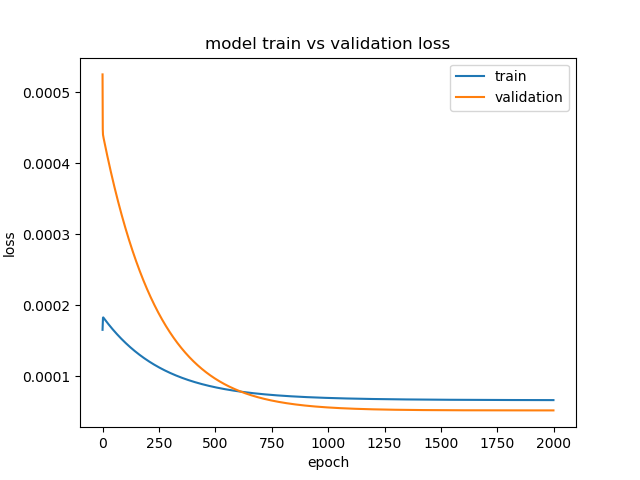 model train vs validation loss
train
validation
0.0005
0.0004
0.0003
0.0002
0.0001
loss
0 250 500 750 1000 1250 1500 1750 2000
epoch